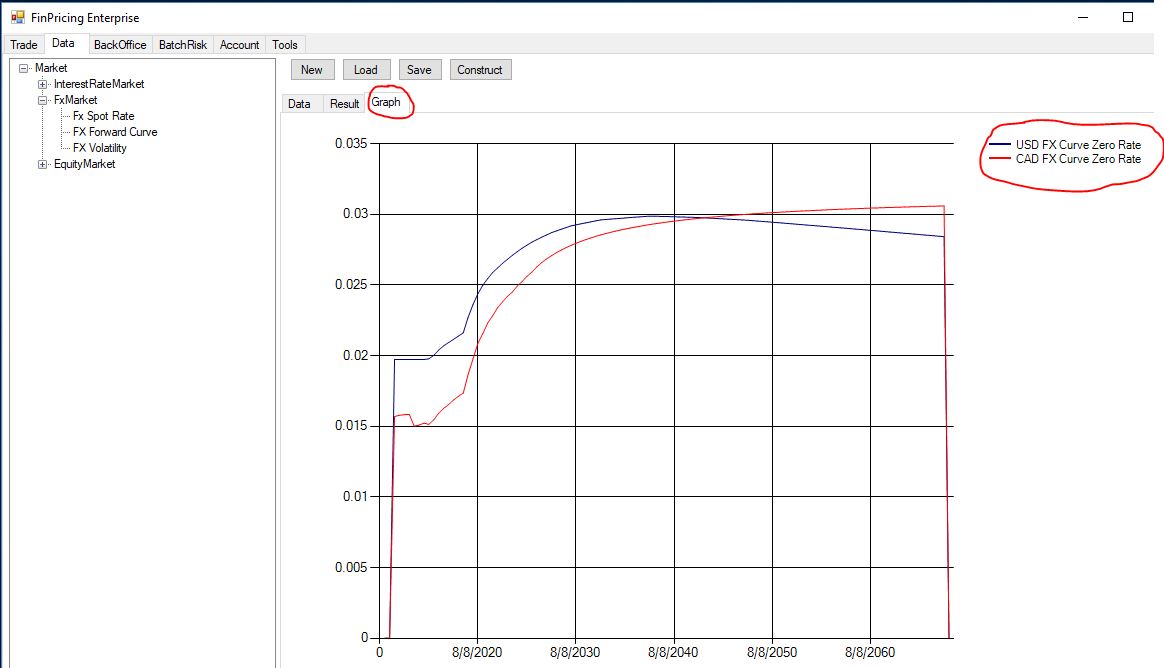 FinPricing Enterprise
Trade Data BackOffice BatchRisk Account Tools
Market
InterestRateMarket
FxMarket
Fx Spot Rate
FX Forward Curve
FX Volatility
EquityMarket
New Load Save Construct
Data Result Graph
USD FX Curve Zero Rate
CAD FX Curve Zero Rate
0.035
0.03
0.025
0.02
0.015
0.01
0.005
0
0 8/8/2020 8/8/2030 8/8/2040 8/8/2050 8/8/2060